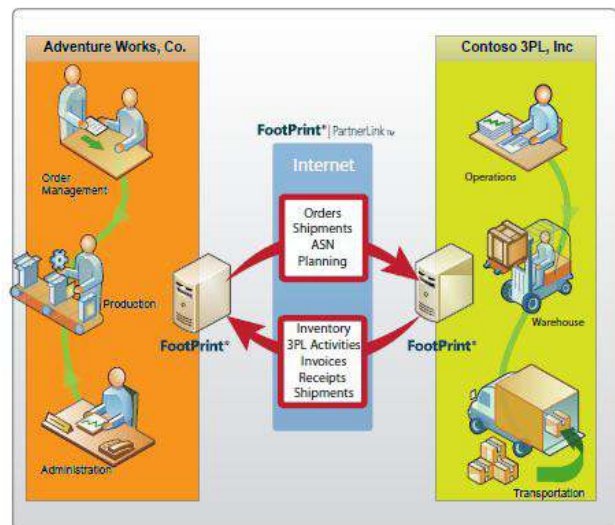 Adventure Works, Co.
Contoso 3PL, Inc
FootPrint® | PartnerLink™
Internet
Order
Management
Operations
Orders
Shipments
ASN
Planning
Production
Warehouse
FootPrint®
FootPrint®
Inventory
3PL Activities
Invoices
Receipts
Shipments
Administration
Transportation